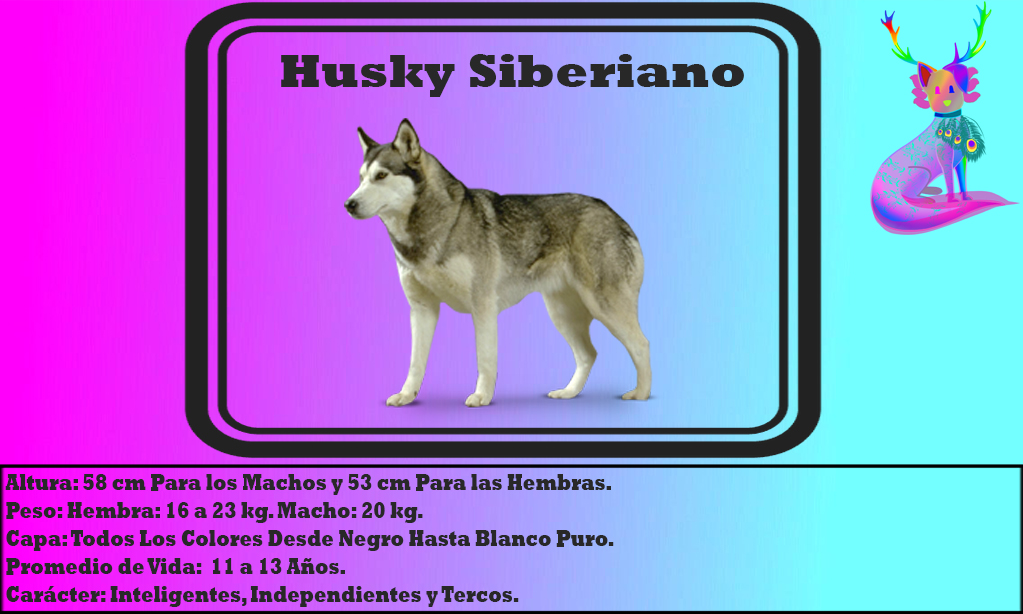 Husky Siberiano
Altura: 58 cm Para los Machos y 53 cm Para las Hembras.
Peso: Hembra: 16 a 23 kg. Macho: 20 kg.
Capa: Todos Los Colores Desde Negro Hasta Blanco Puro.
Promedio de Vida: 11 a 13 Años.
Carácter: Inteligentes, Independientes y Tercos.